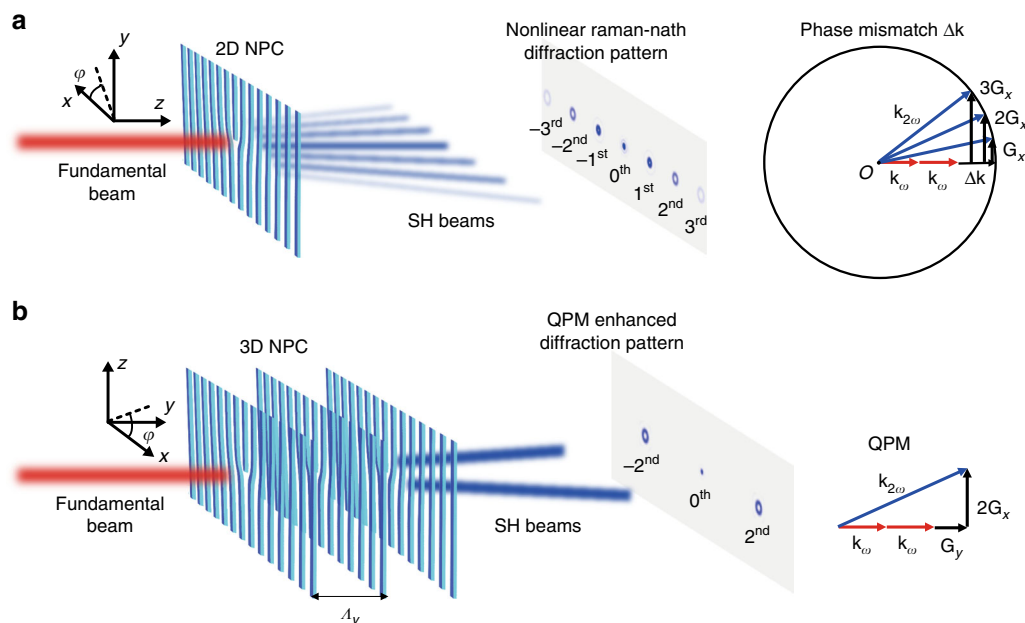 a
2D NPC
Nonlinear raman-nath
diffraction pattern
Phase mismatch Δk
y
φ
x
z
Fundamental
beam
SH beams
−3rd
−2nd
−1st
0th
1st
2nd
3rd
3Gx
2Gx
Gx
k2ω
O
kω
kω
Δk
b
3D NPC
QPM enhanced
diffraction pattern
z
y
φ
x
Fundamental
beam
SH beams
Λy
−2nd
0th
2nd
QPM
k2ω
2Gx
kω
kω
Gy